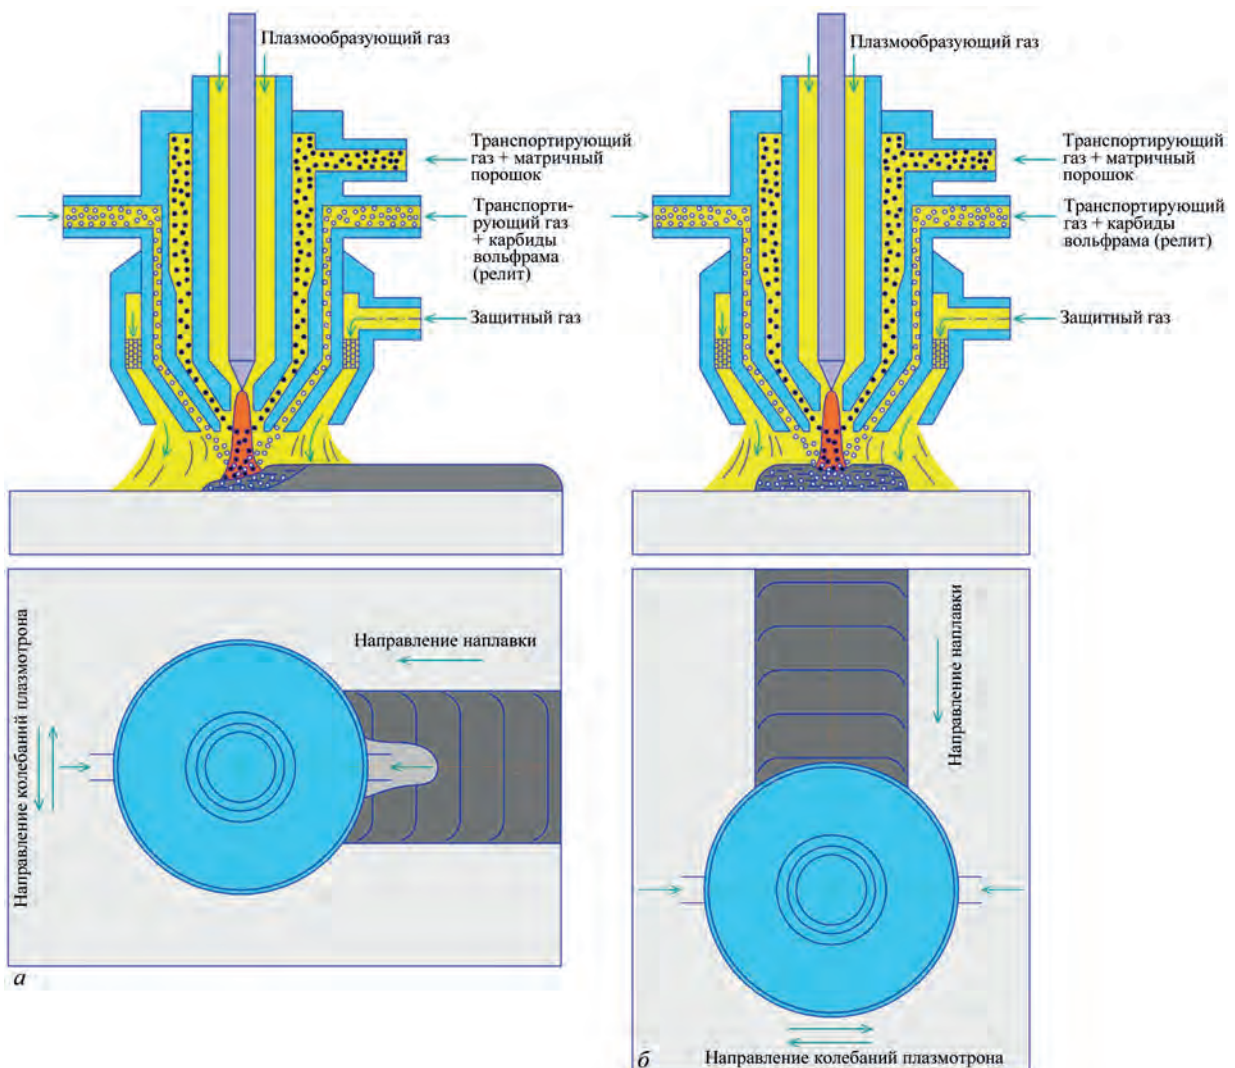 Плазмообразующий
газ
Транспортирующий
газ + матричный
порошок
Транспорти-
рующий газ
+ карбиды
вольфрама
(релит)
Защитный газ
Направление наплавки
Направление колебаний плазмотрона
а
Плазмообразующий
газ
Транспортирующий
газ + матричный
порошок
Транспортирующий
газ + карбиды
вольфрама (релит)
Защитный газ
Направление наплавки
Направление колебаний плазмотрона
б